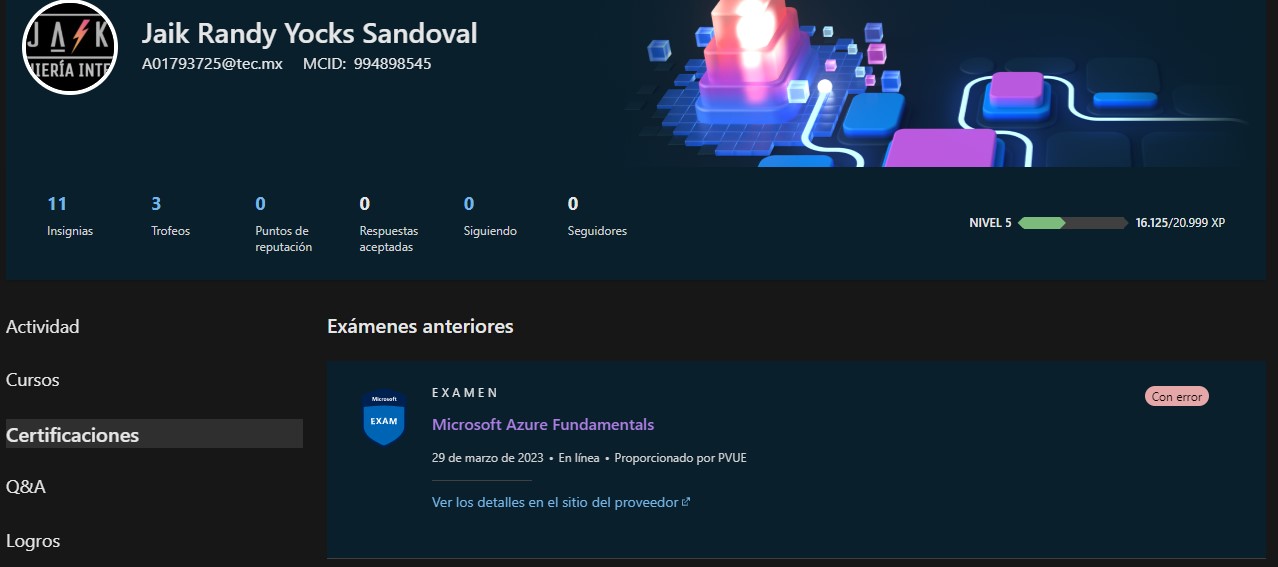 JAIK
NIERÍA INTE
Jaik Randy Yocks Sandoval
A01793725@tec.mx MCID: 994898545
11 3 0 0 0 0
Insignias Trofeos Puntos de reputación Respuestas aceptadas Siguiendo Seguidores
NIVEL 5 16.125/20.999 XP
Actividad
Cursos
Certificaciones
Q&A
Logros
Exámenes anteriores
Microsoft
EXAM
EXAMEN
Con error
Microsoft Azure Fundamentals
29 de marzo de 2023 • En línea • Proporcionado por PVUE
Ver los detalles en el sitio del proveedor